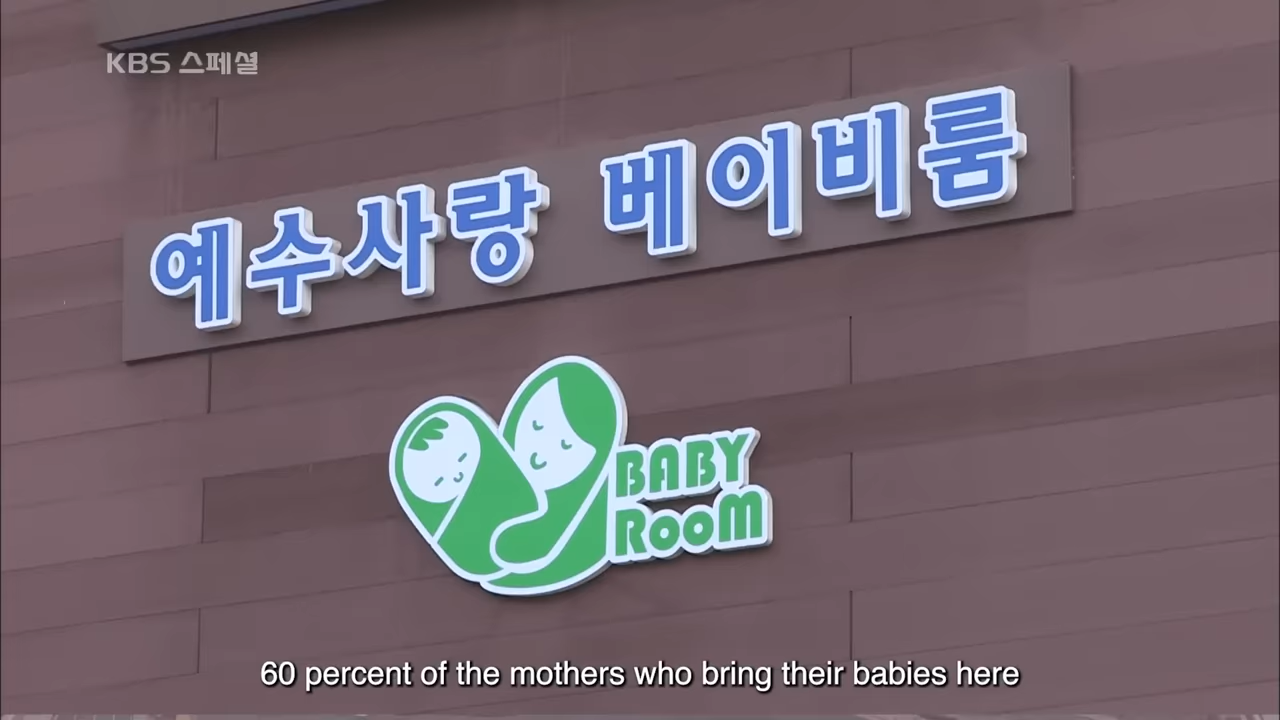 KBS 스페셜
예수사랑 베이비룸
BABY
RooM
60 percent of the mothers who bring their babies here